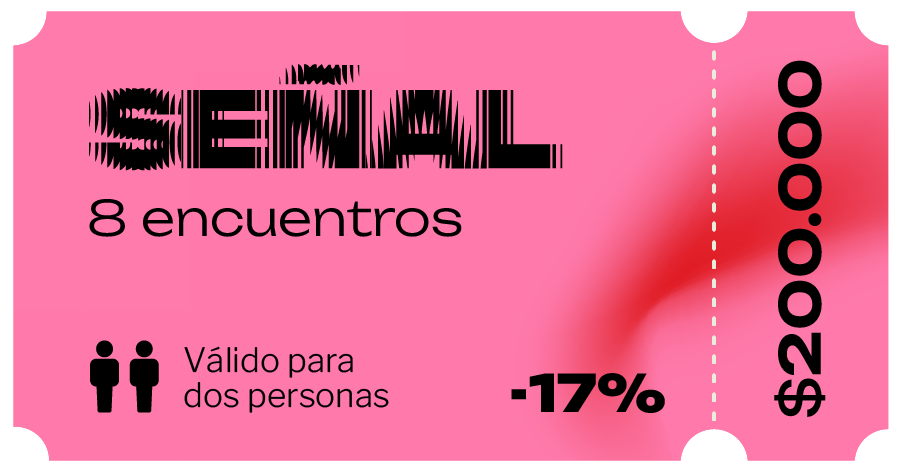 SEÑAL
8 encuentros
Válido para
dos personas
-17%
$200.000